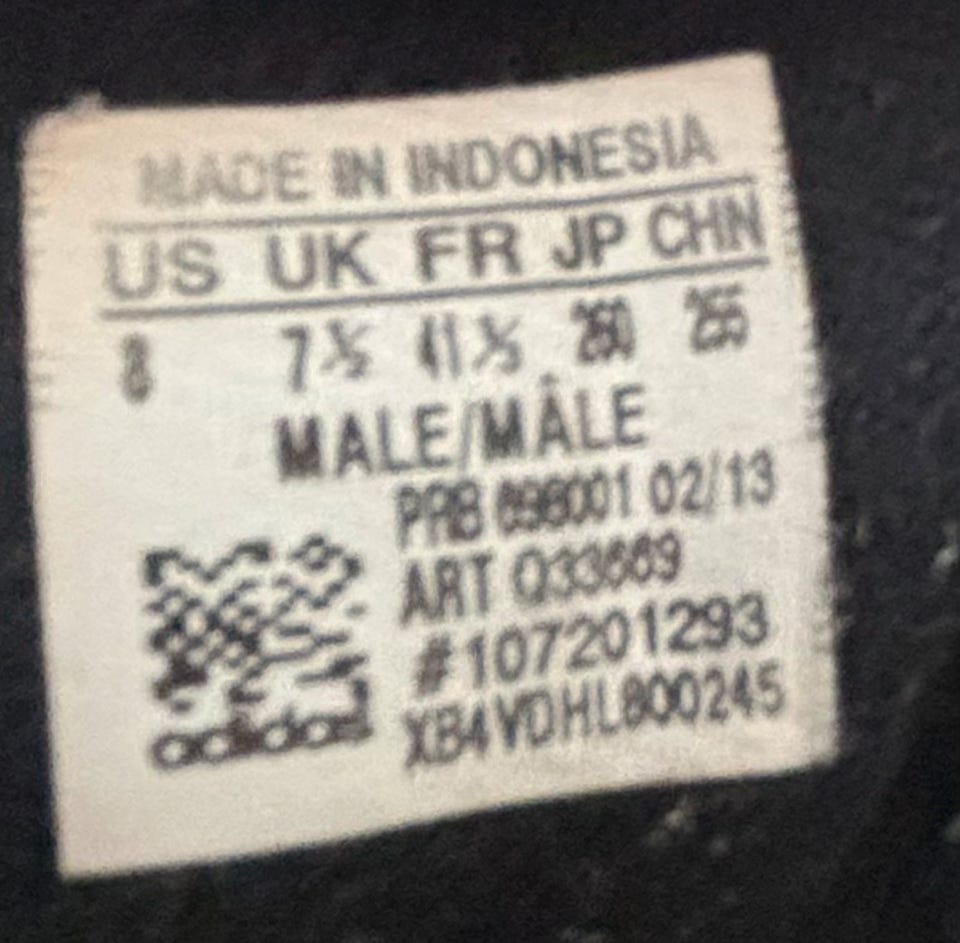 MADE IN INDONESIA
US UK FR JP CHN
8 7½ 41⅓ 260 255
MALE/MÂLE
PRB 698001 02/13
ART Q33669
#107201293
XB4VDHL800245
adidas